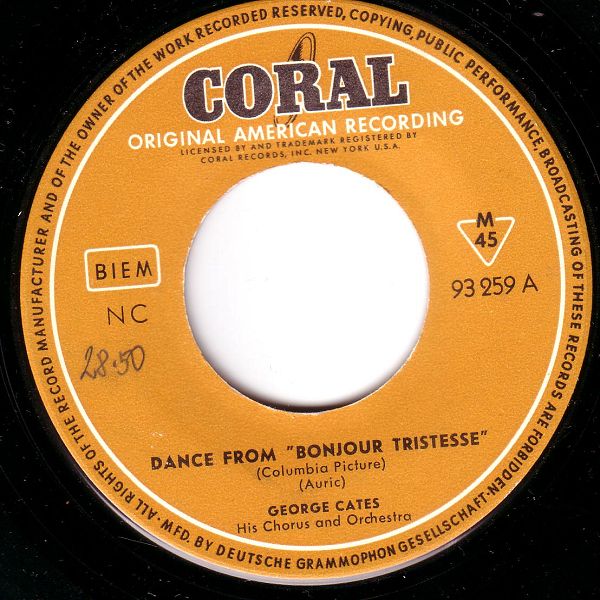 ALL RIGHTS OF THE RECORD MANUFACTURER AND OF THE OWNER OF THE WORK RECORDED RESERVED, COPYING, PUBLIC PERFORMANCE, BROADCASTING OF THESE RECORDS ARE FORBIDDEN·
CORAL
ORIGINAL AMERICAN RECORDING
LICENSED BY AND TRADEMARK REGISTERED BY
CORAL RECORDS, INC. NEW YORK U.S.A.
BIEM
NC
28.50
M
45
93 259 A
DANCE FROM "BONJOUR TRISTESSE"
(Columbia Picture)
(Auric)
GEORGE CATES
His Chorus and Orchestra
·MFD. BY DEUTSCHE GRAMMOPHON GESELLSCHAFT·